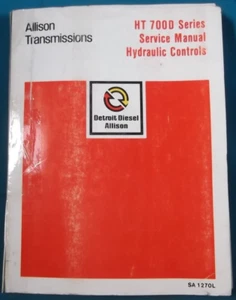 Allison
Transmissions
HT 700D Series
Service Manual
Hydraulic Controls
Detroit Diesel
Allison
SA 1270L